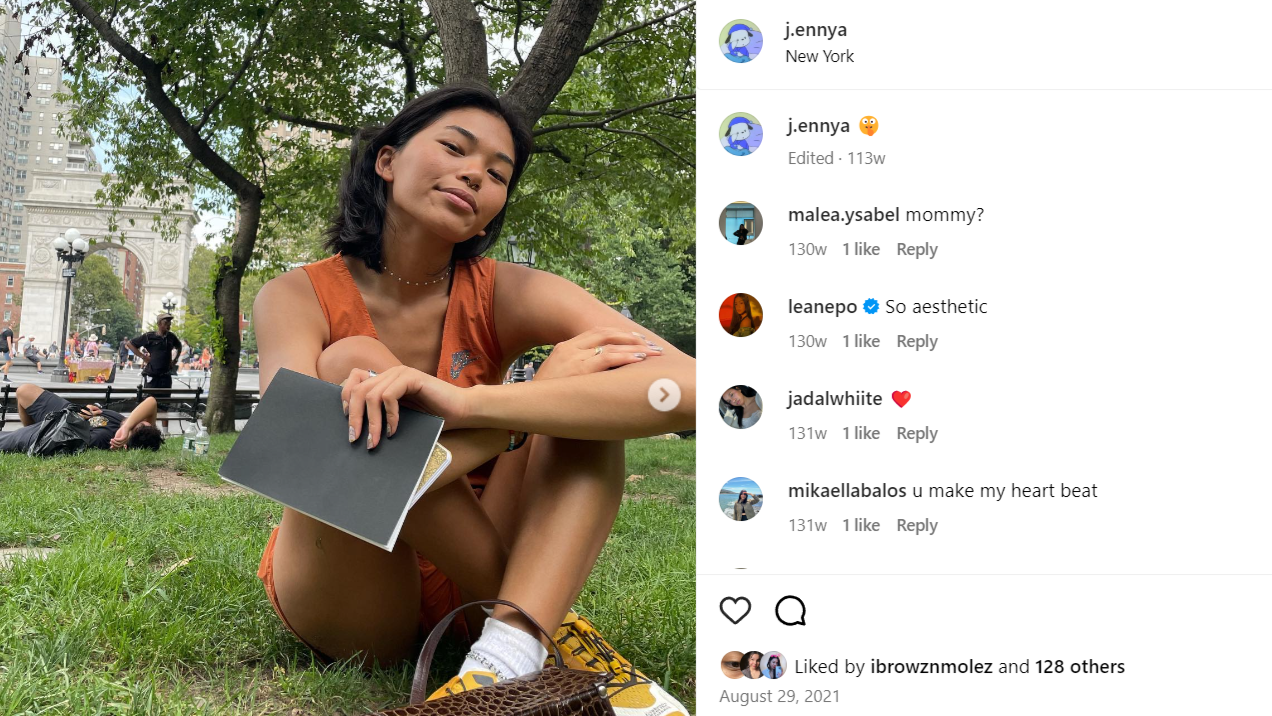 j.ennya
New York
j.ennya 🤫
Edited · 113w
malea.ysabel mommy?
130w 1 like Reply
leanepo So aesthetic
130w 1 like Reply
jadalwhiite ❤️
131w 1 like Reply
mikaellabalos u make my heart beat
131w 1 like Reply
Liked by ibrowznmolez and 128 others
August 29, 2021